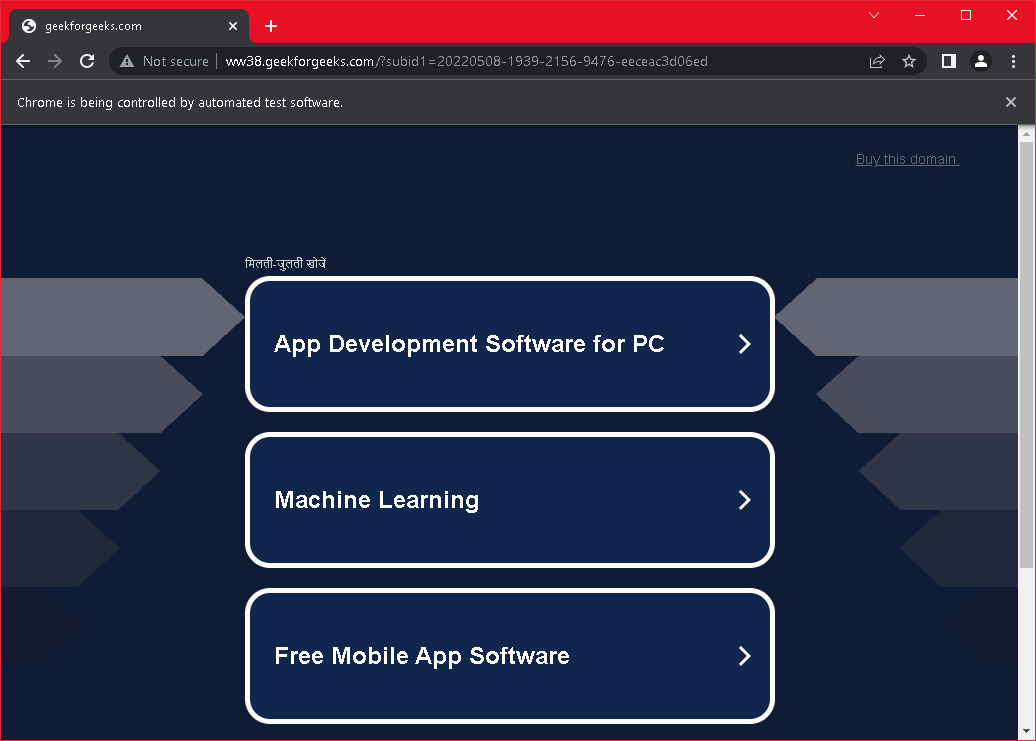 geekforgeeks.com
Not secure ww38.geekforgeeks.com/?subid1=20220508-1939-2156-9476-eeceac3d06ed
Chrome is being controlled by automated test software.
Buy this domain.
मिलती-जुलती खोजें
App Development Software for PC
Machine Learning
Free Mobile App Software